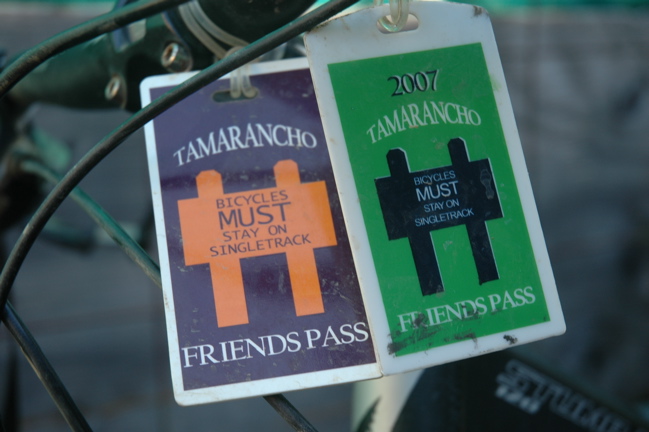 TAMARANCHO
BICYCLES
MUST
STAY ON
SINGLETRACK
FRIENDS PASS
2007
TAMARANCHO
BICYCLES
MUST
STAY ON
SINGLETRACK
FRIENDS PASS